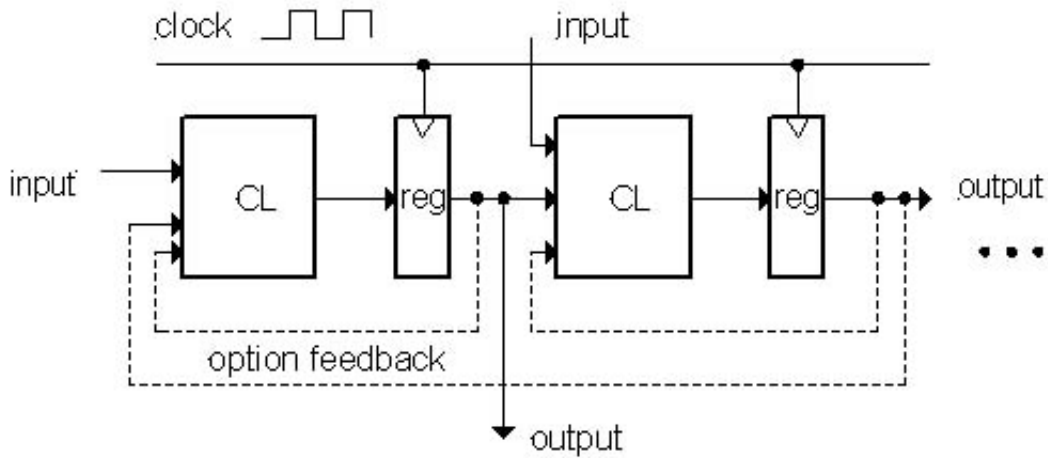 clock
input
input
CL
reg
CL
reg
output
option feedback
output